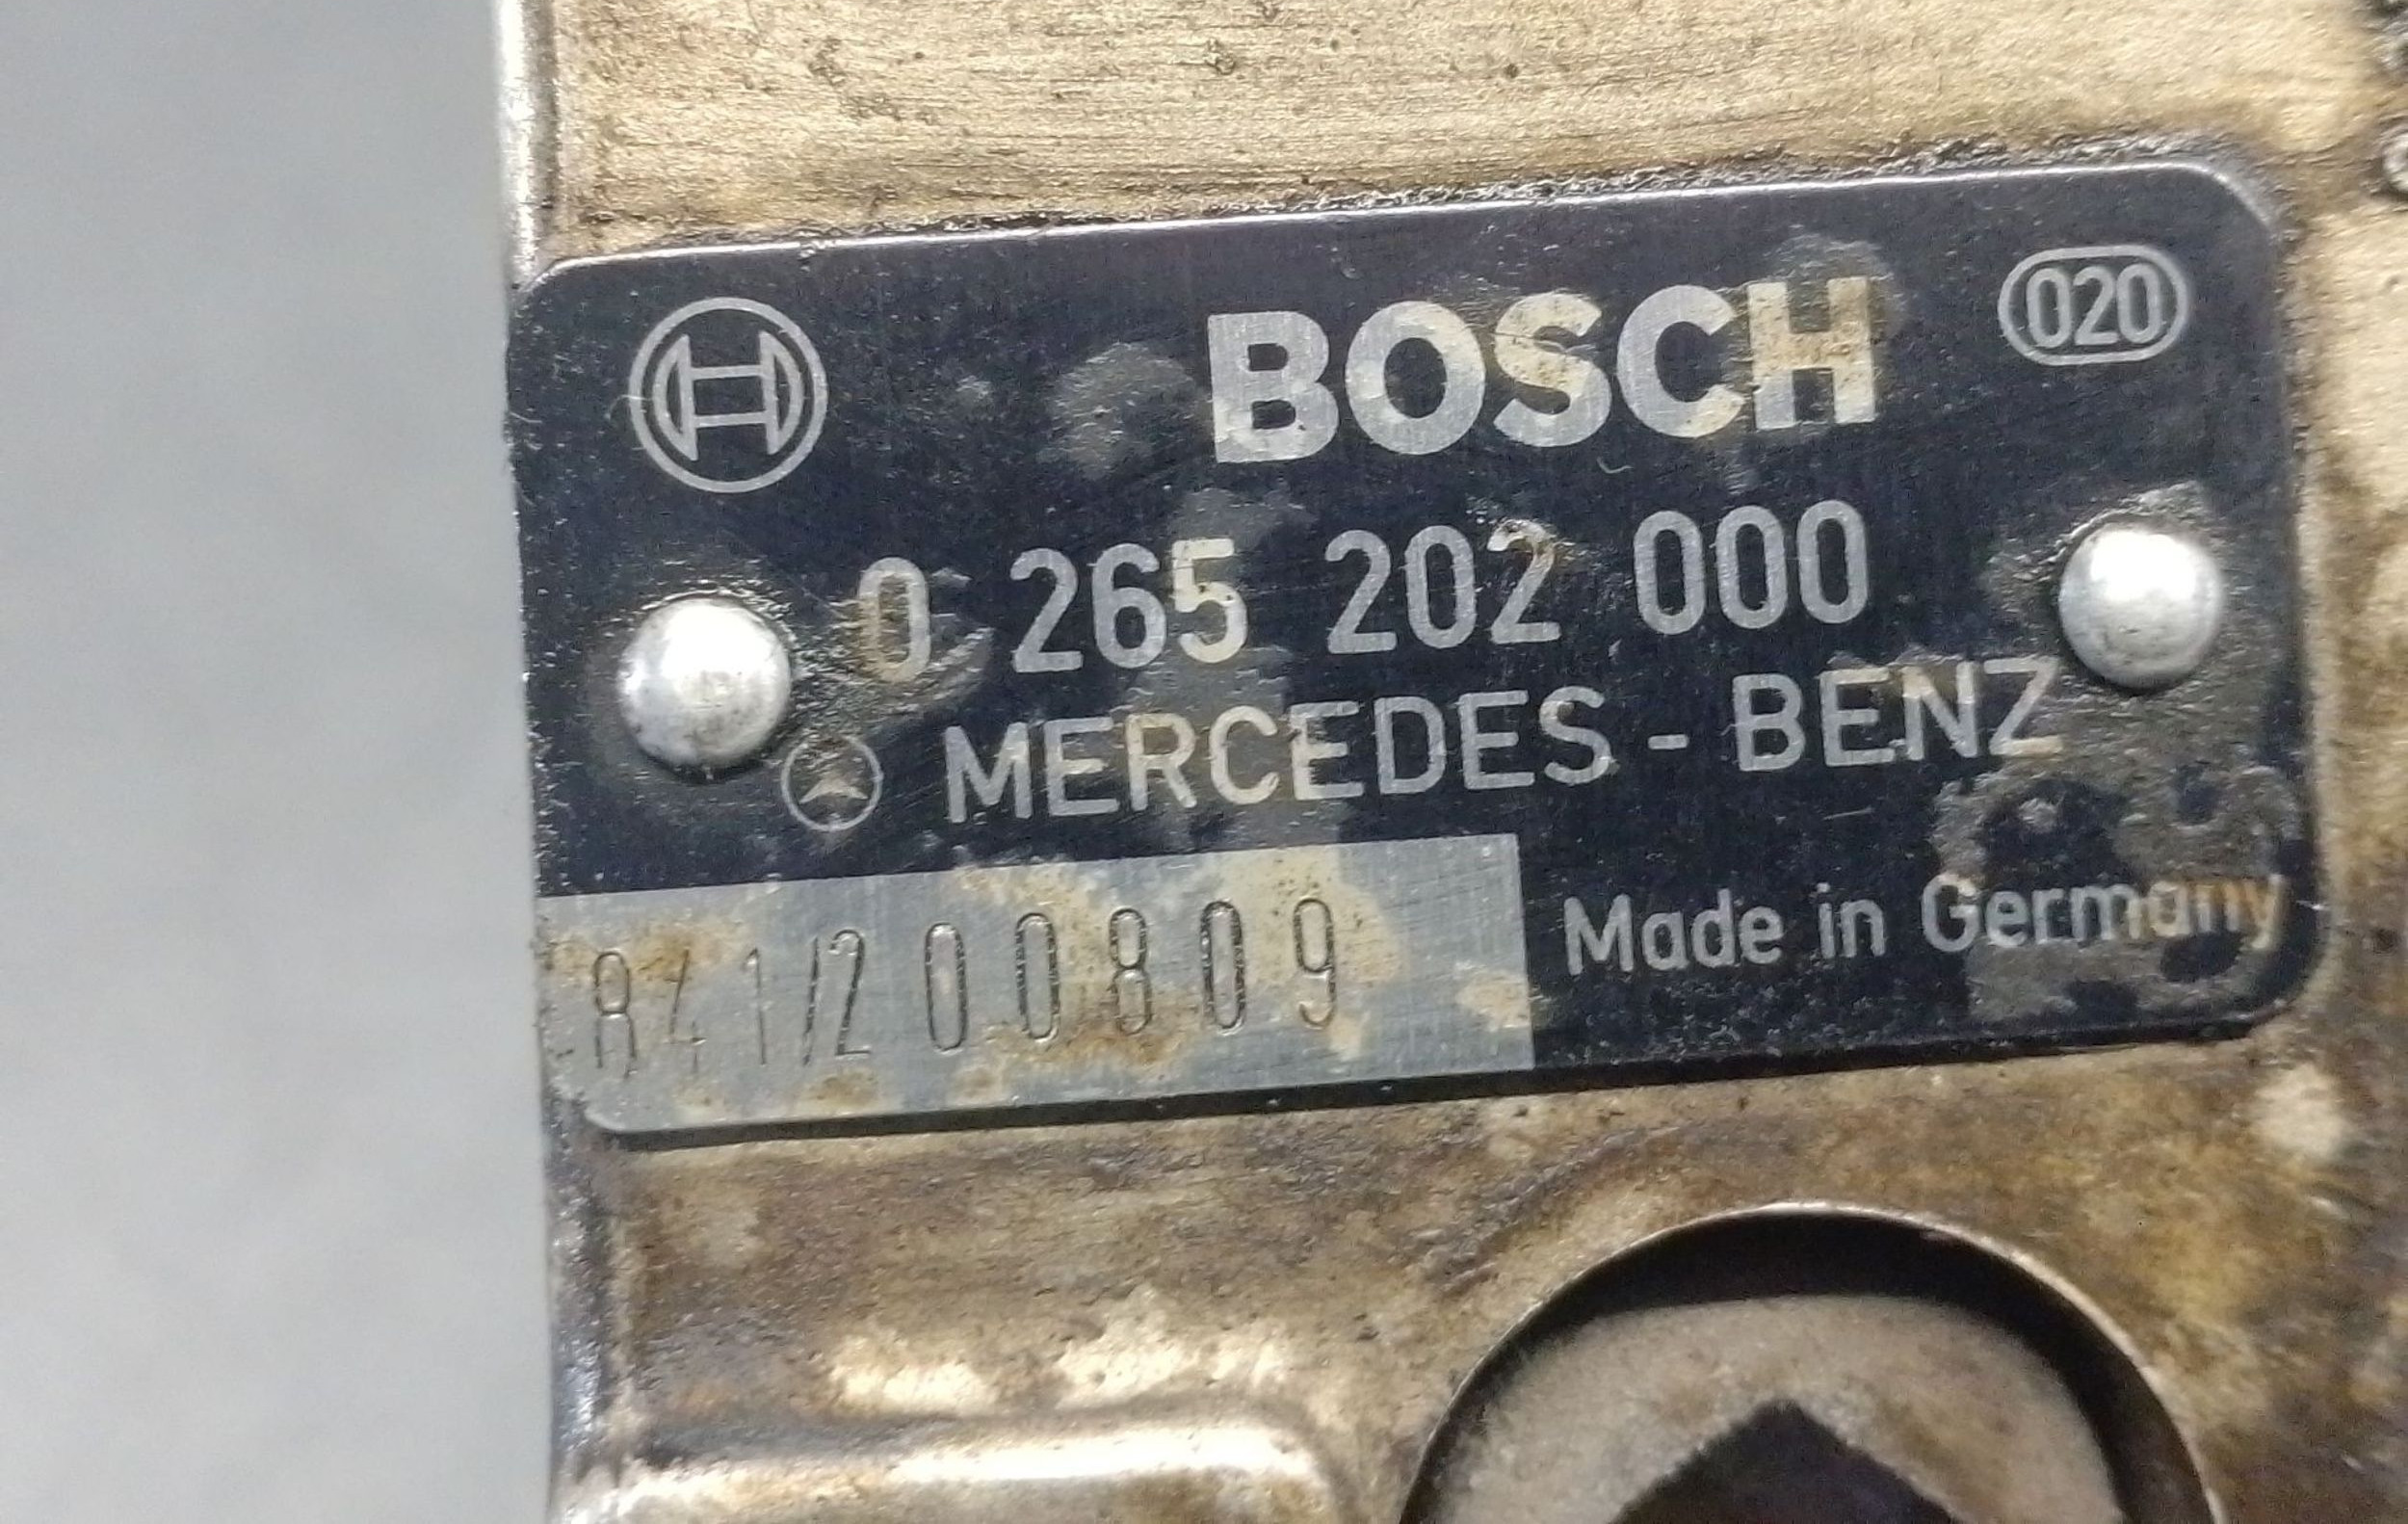 BOSCH 020
0 265 202 000
MERCEDES - BENZ
841/200809 Made in Germany